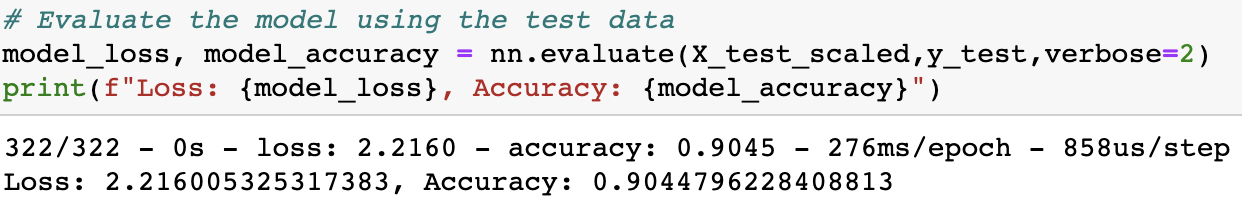 # Evaluate the model using the test data
model_loss, model_accuracy = nn.evaluate(X_test_scaled,y_test,verbose=2)
print(f"Loss: {model_loss}, Accuracy: {model_accuracy}")
322/322 - 0s - loss: 2.2160 - accuracy: 0.9045 - 276ms/epoch - 858us/step
Loss: 2.216005325317383, Accuracy: 0.9044796228408813